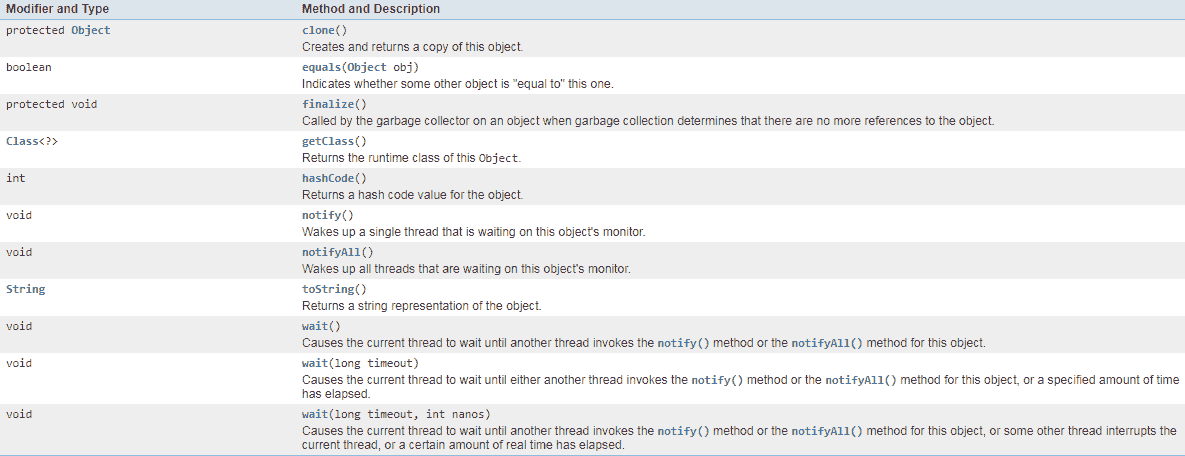 Modifier and Type Method and Description
protected Object clone()
Creates and returns a copy of this object.
boolean equals(Object obj)
Indicates whether some other object is "equal to" this one.
protected void finalize()
Called by the garbage collector on an object when garbage collection determines that there are no more references to the object.
Class<?> getClass()
Returns the runtime class of this Object.
int hashCode()
Returns a hash code value for the object.
void notify()
Wakes up a single thread that is waiting on this object's monitor.
void notifyAll()
Wakes up all threads that are waiting on this object's monitor.
String toString()
Returns a string representation of the object.
void wait()
Causes the current thread to wait until another thread invokes the notify() method or the notifyAll() method for this object.
void wait(long timeout)
Causes the current thread to wait until either another thread invokes the notify() method or the notifyAll() method for this object, or a specified amount of time
has elapsed.
void wait(long timeout, int nanos)
Causes the current thread to wait until another thread invokes the notify() method or the notifyAll() method for this object, or some other thread interrupts the
current thread, or a certain amount of real time has elapsed.